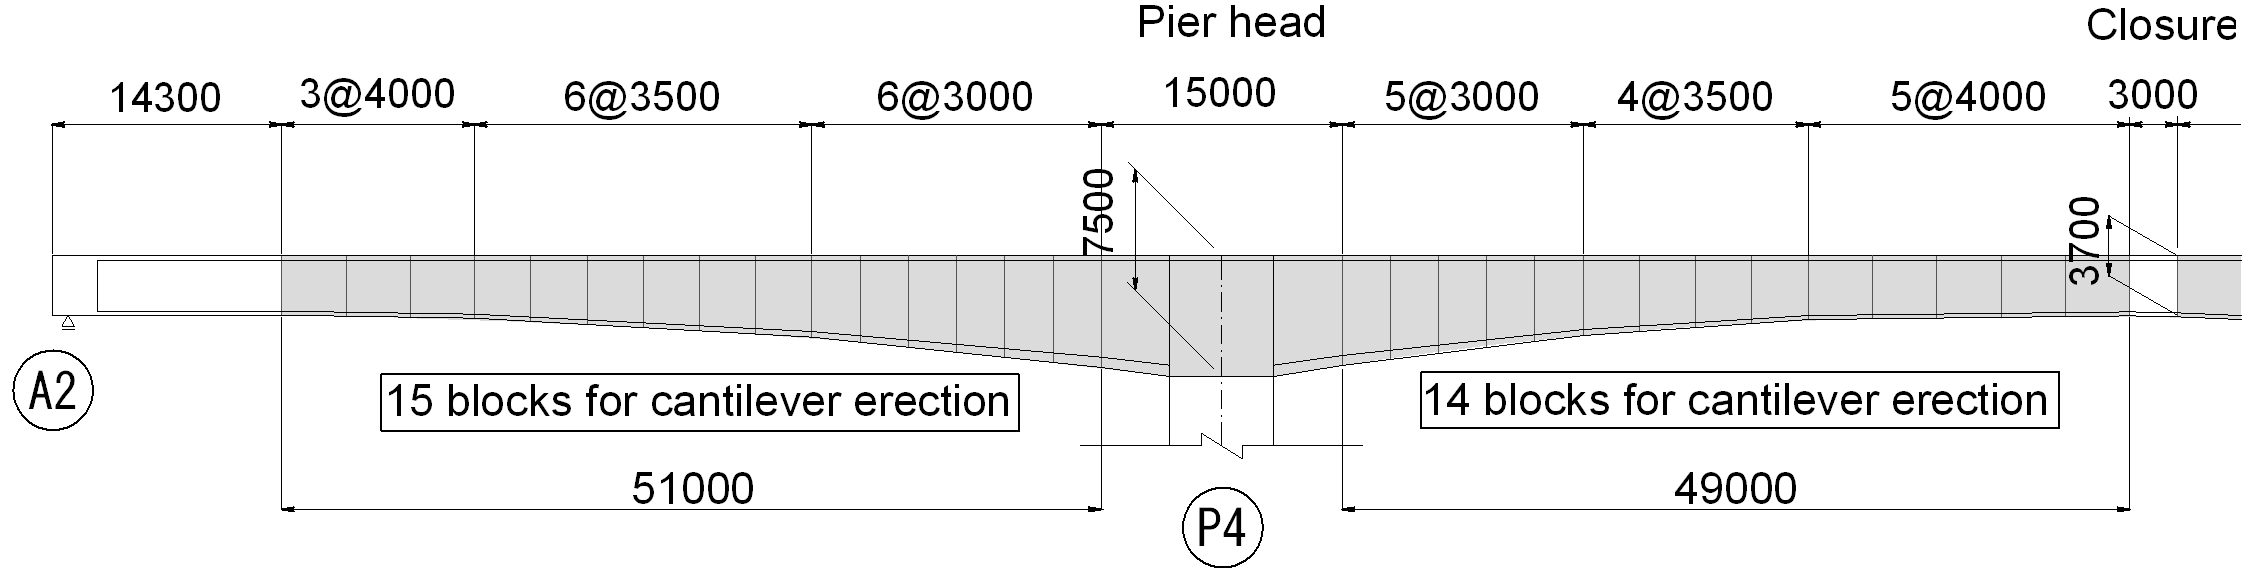 Pier head
Closure
14300
3@4000
6@3500
6@3000
15000
5@3000
4@3500
5@4000
3000
7500
3700
A2
15 blocks for cantilever erection
14 blocks for cantilever erection
51000
49000
P4